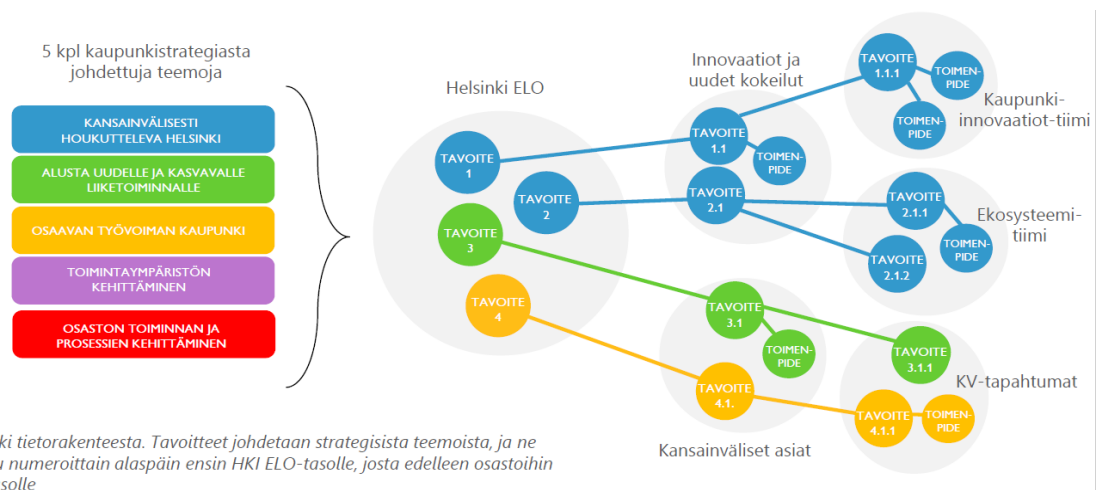 5 kpl kaupunkistrategiasta
johdettuja teemoja
KANSAINVÄLISESTI
HOUKUTTELEVA HELSINKI
ALUSTA UUDELLE JA KASVAVALLE
LIIKETOIMINNALLE
OSAAVAN TYÖVOIMAN KAUPUNKI
TOIMINTAYMPÄRISTÖN
KEHITTÄMINEN
OSASTON TOIMINNAN JA
PROSESSIEN KEHITTÄMINEN
Helsinki ELO
TAVOITE
1
TAVOITE
2
TAVOITE
3
TAVOITE
4
Innovaatiot ja
uudet kokeilut
TAVOITE
1.1
TOIMEN-
PIDE
TAVOITE
2.1
TAVOITE
1.1.1
TOIMEN-
PIDE
TOIMEN-
PIDE
Kaupunki-
innovaatiot-tiimi
TAVOITE
2.1.1
TOIMEN-
PIDE
TAVOITE
2.1.2
Ekosysteemi-
tiimi
TAVOITE
3.1
TOIMEN-
PIDE
TAVOITE
4.1.
Kansainväliset asiat
TAVOITE
3.1.1
KV-tapahtumat
TAVOITE
4.1.1
TOIMEN-
PIDE
ki tietorakenteesta. Tavoitteet johdetaan strategisista teemoista, ja ne
u numeroittain alaspäin ensin HKI ELO-tasolle, josta edelleen osastoihin
solle